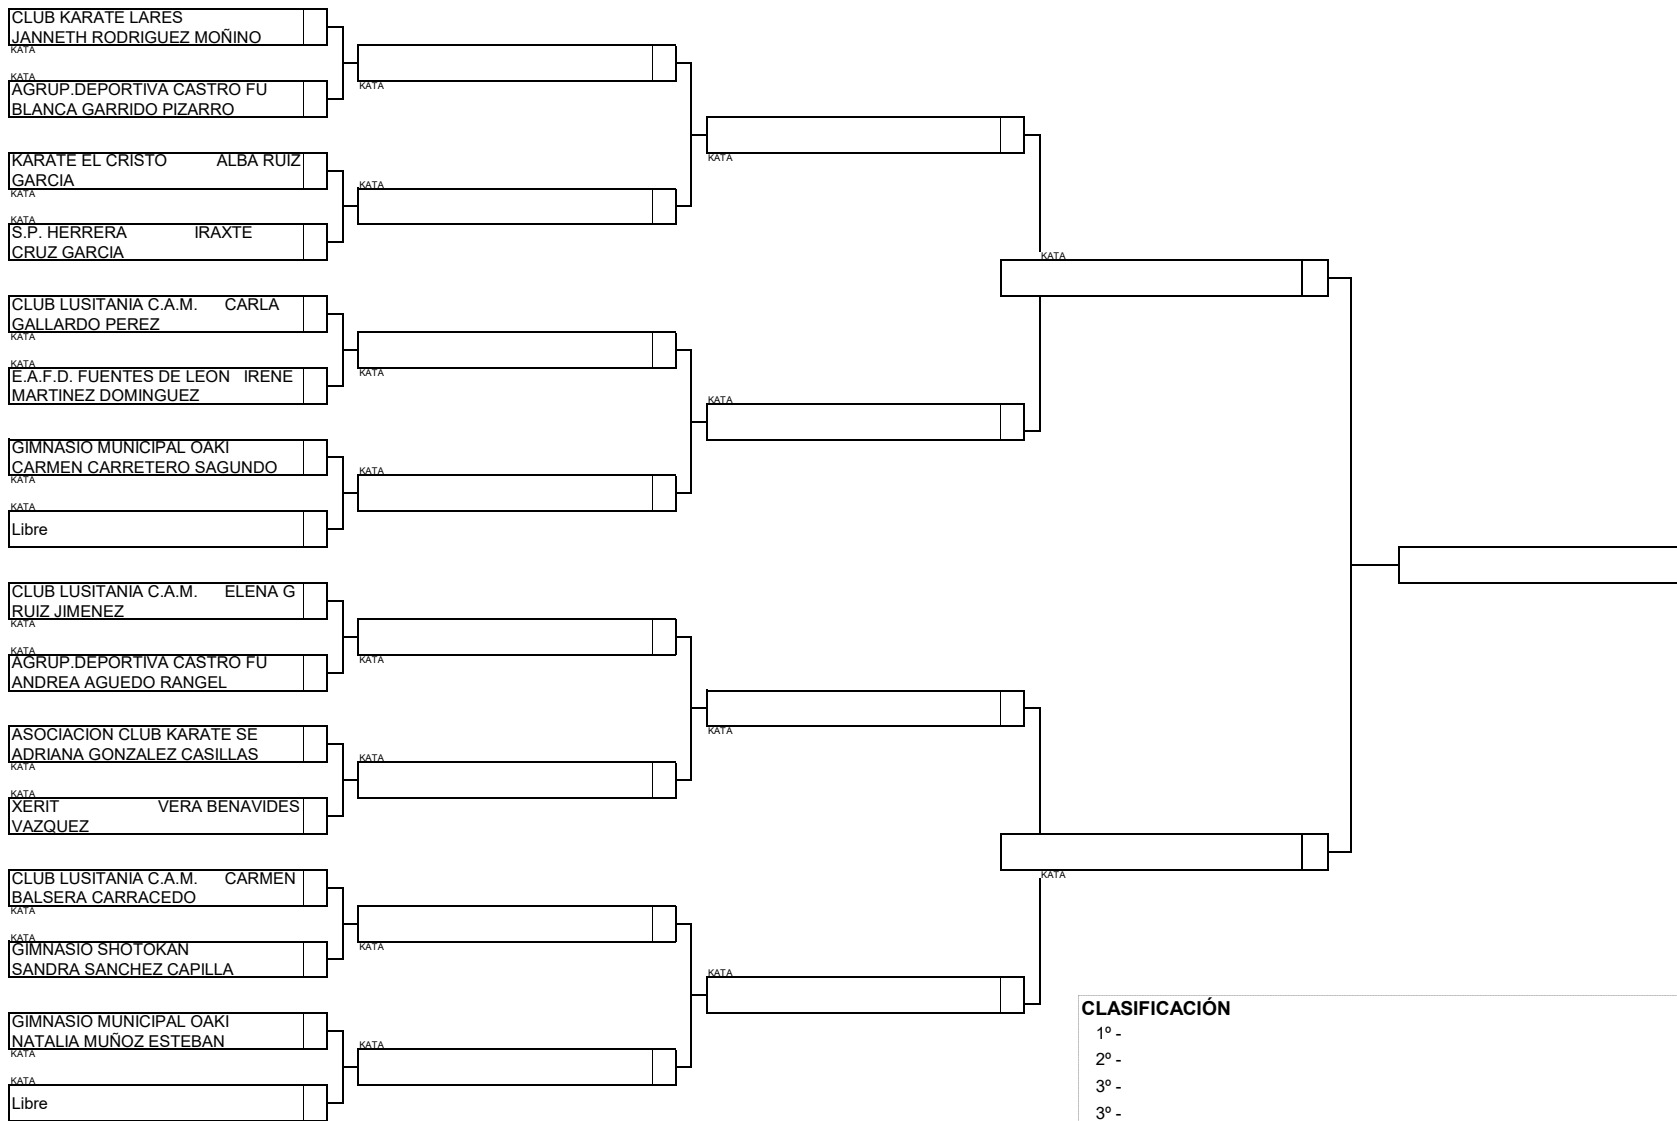 CLUB KARATE LARES
JANNETH RODRIGUEZ MOÑINO
KATA
KATA
AGRUP.DEPORTIVA CASTRO FU
BLANCA GARRIDO PIZARRO
KARATE EL CRISTO ALBA RUIZ
GARCIA
KATA
KATA
S.P. HERRERA IRAXTE
CRUZ GARCIA
CLUB LUSITANIA C.A.M. CARLA
GALLARDO PEREZ
KATA
KATA
E.A.F.D. FUENTES DE LEON IRENE
MARTINEZ DOMINGUEZ
GIMNASIO MUNICIPAL OAKI
CARMEN CARRETERO SAGUNDO
KATA
KATA
Libre
CLUB LUSITANIA C.A.M. ELENA G
RUIZ JIMENEZ
KATA
KATA
AGRUP.DEPORTIVA CASTRO FU
ANDREA AGUEDO RANGEL
ASOCIACION CLUB KARATE SE
ADRIANA GONZALEZ CASILLAS
KATA
KATA
XERIT VERA BENAVIDES
VAZQUEZ
CLUB LUSITANIA C.A.M. CARMEN
BALSERA CARRACEDO
KATA
KATA
GIMNASIO SHOTOKAN
SANDRA SANCHEZ CAPILLA
GIMNASIO MUNICIPAL OAKI
NATALIA MUÑOZ ESTEBAN
KATA
KATA
Libre
KATA
KATA
KATA
KATA
KATA
KATA
KATA
KATA
KATA
KATA
KATA
KATA
KATA
KATA
CLASIFICACIÓN
1º -
2º -
3º -
3º -